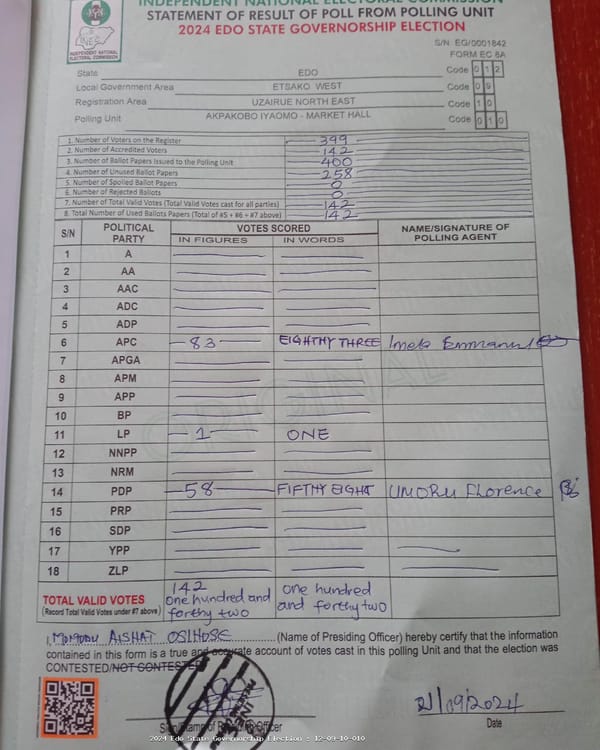 INDEPENDENT NATIONAL ELECTORAL COMMISSION
STATEMENT OF RESULT OF POLL FROM POLLING UNIT
2024 EDO STATE GOVERNORSHIP ELECTION
INEC
INDEPENDENT NATIONAL ELECTORAL COMMISSION
S/N EG/0001842
FORM EC 8A
State EDO Code 0 1 2
Local Government Area ETSAKO WEST Code 0 9
Registration Area UZAIRUE NORTH EAST Code 1 0
Polling Unit AKPAKOBO IYAOMO - MARKET HALL Code 0 1 0
1. Number of Voters on the Register 399
2. Number of Accredited Voters 142
3. Number of Ballot Papers Issued to the Polling Unit 400
4. Number of Unused Ballot Papers 258
5. Number of Spoiled Ballot Papers 0
6. Number of Rejected Ballots 0
7. Number of Total Valid Votes (Total Valid Votes cast for all parties) 142
8. Total Number of Used Ballots Papers (Total of #5 + #6 + #7 above) 142
S/N POLITICAL PARTY VOTES SCORED NAME/SIGNATURE OF POLLING AGENT
IN FIGURES IN WORDS
1 A
2 AA
3 AAC
4 ADC
5 ADP
6 APC 83 EIGHTHY THREE Emmanuel
7 APGA
8 APM
9 APP
10 BP
11 LP 1 ONE
12 NNPP
13 NRM
14 PDP 58 FIFTHY EIGHT UMORU Florence
15 PRP
16 SDP
17 YPP
18 ZLP
ORIGINAL
TOTAL VALID VOTES
(Record Total Valid Votes under #7 above)
142
one hundred and
forthy two
one hundred
and forthy two
I, MOMODU AISHAT OSIHOSE (Name of Presiding Officer) hereby certify that the information
contained in this form is a true and accurate account of votes cast in this polling Unit and that the election was
CONTESTED/NOT CONTESTED
Sign/Stamp of Officer
21/09/2024
Date
2024 Edo State Governorship Election : 12-09-10-010